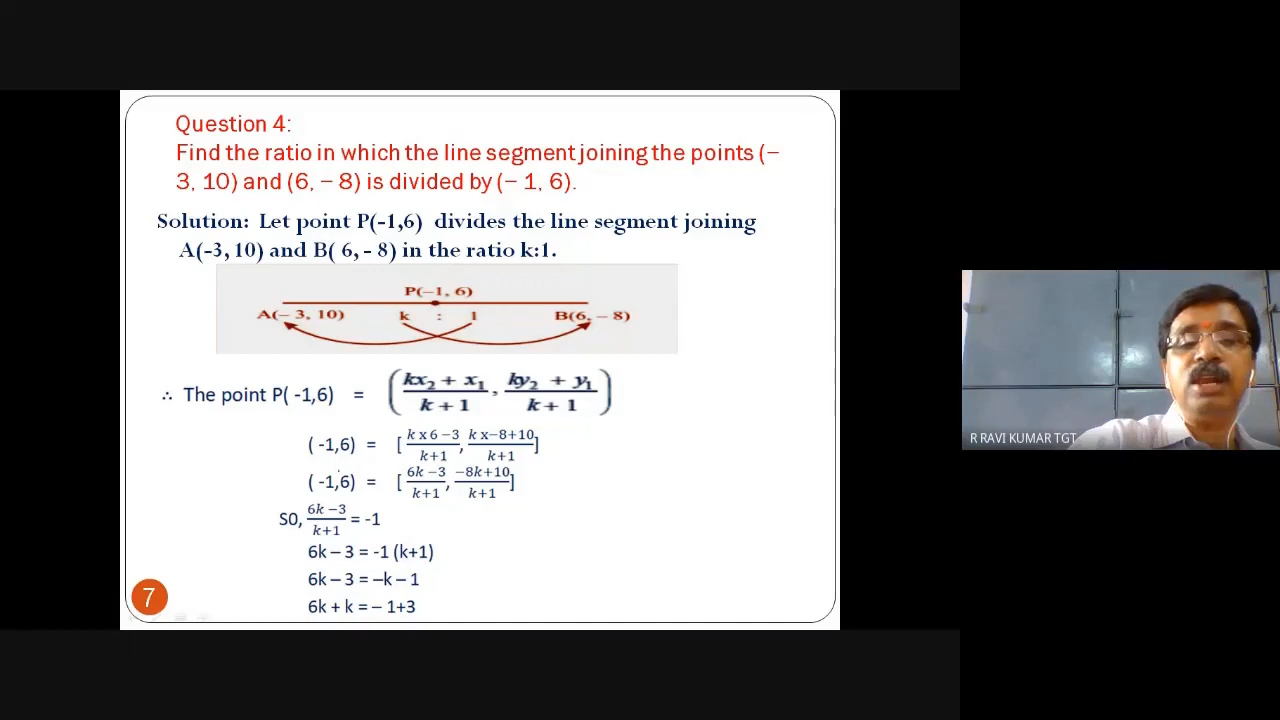 Question 4:
Find the ratio in which the line segment joining the points (–
3, 10) and (6, – 8) is divided by (– 1, 6).
Solution: Let point P(-1,6) divides the line segment joining
A(-3, 10) and B( 6, - 8) in the ratio k:1.
P(–1, 6)
A(– 3, 10) k : 1 B(6, – 8)
∴ The point P( -1,6) = ( (kx₂ + x₁)/(k + 1) , (ky₂ + y₁)/(k + 1) )
( -1,6) = [ (k x 6 –3)/(k+1), (k x–8+10)/(k+1) ]
( -1,6) = [ (6k –3)/(k+1), (–8k+10)/(k+1) ]
S0, (6k –3)/(k+1) = -1
6k – 3 = -1 (k+1)
6k – 3 = –k – 1
6k + k = – 1+3
7
R RAVI KUMAR TGT